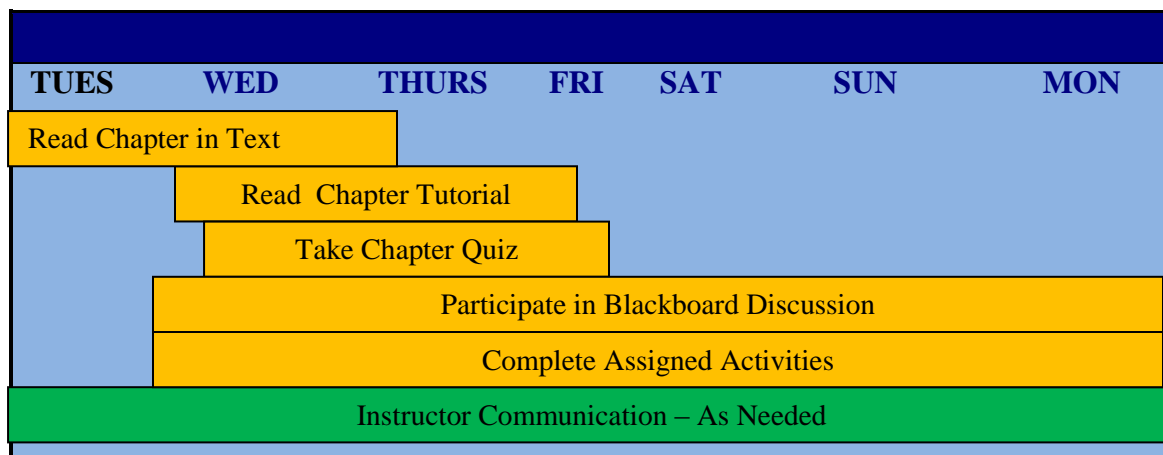 TUES WED THURS FRI SAT SUN MON
Read Chapter in Text
Read Chapter Tutorial
Take Chapter Quiz
Participate in Blackboard Discussion
Complete Assigned Activities
Instructor Communication – As Needed